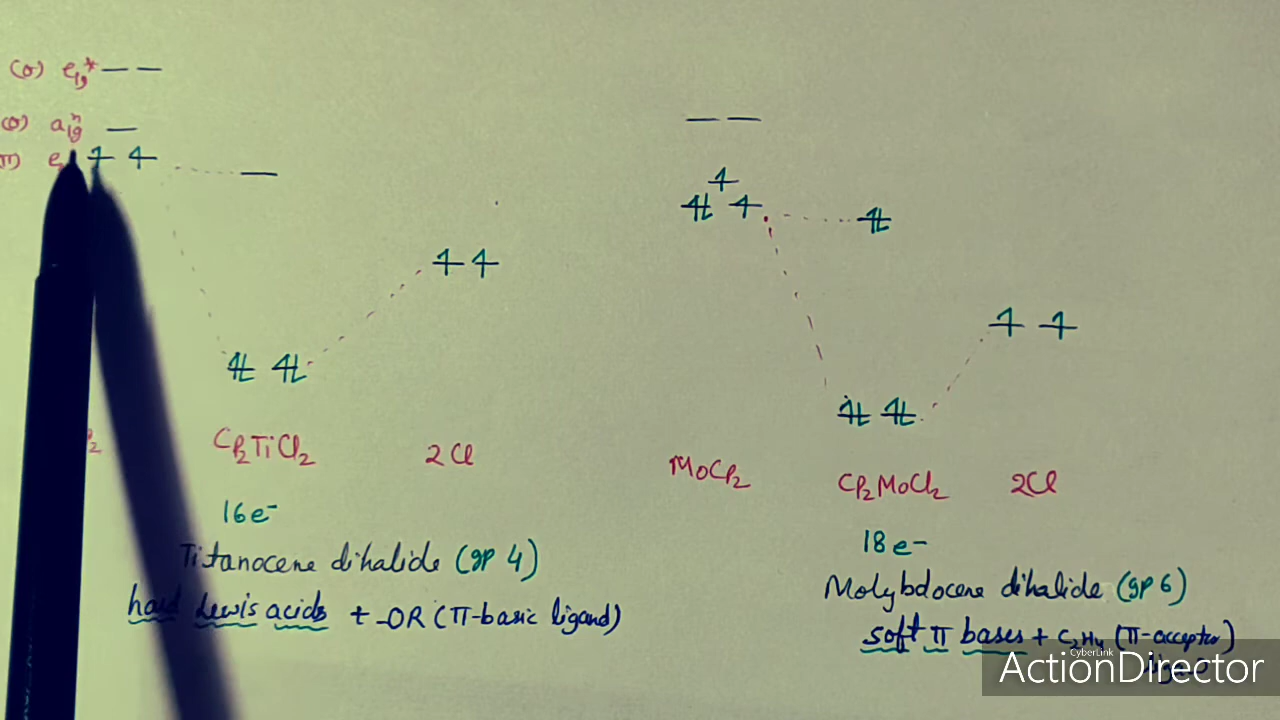 (σ) e₁g*
(σ) a₁gⁿ
Cp₂TiCl₂
2Cl
MoCp₂
Cp₂MoCl₂
2Cl
16e⁻
18e⁻
Titanocene dihalide (gp 4)
Molybdocene dihalide (gp 6)
hard Lewis acids + -OR (π-basic ligand)
soft π bases + C₂H₄ (π-acceptor
CyberLink
ActionDirector